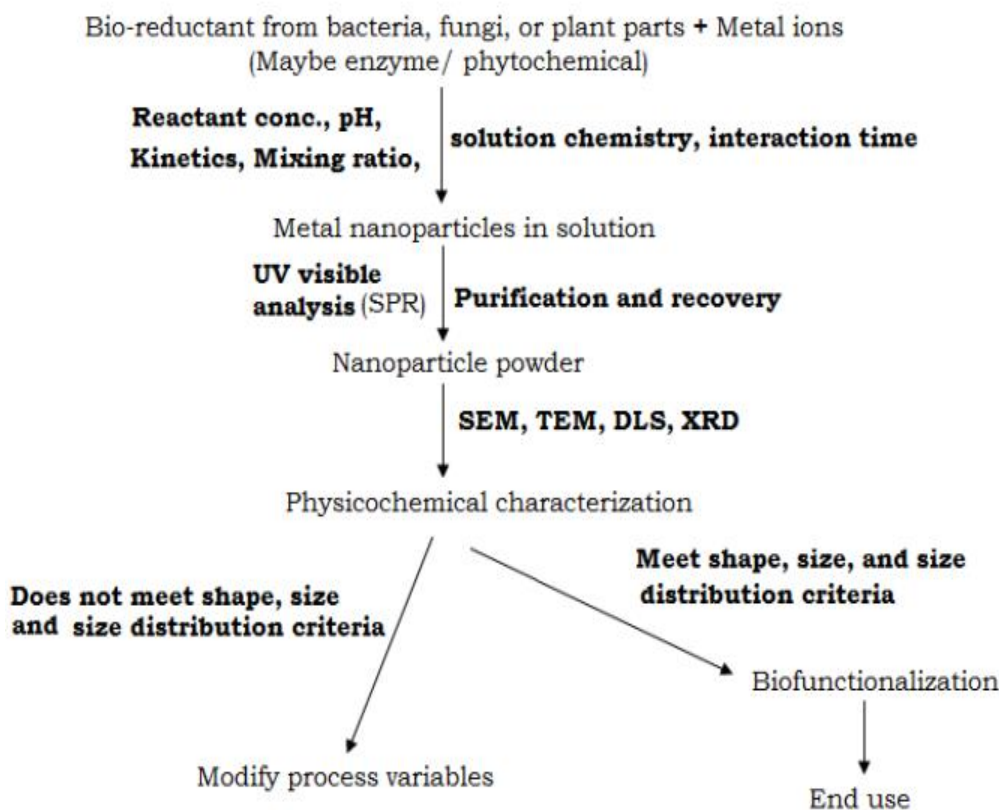 Bio-reductant from bacteria, fungi, or plant parts + Metal ions
(Maybe enzyme/ phytochemical)
Reactant conc., pH,
Kinetics, Mixing ratio,
solution chemistry, interaction time
Metal nanoparticles in solution
UV visible
analysis (SPR)
Purification and recovery
Nanoparticle powder
SEM, TEM, DLS, XRD
Physicochemical characterization
Does not meet shape, size
and size distribution criteria
Meet shape, size, and size
distribution criteria
Biofunctionalization
Modify process variables
End use